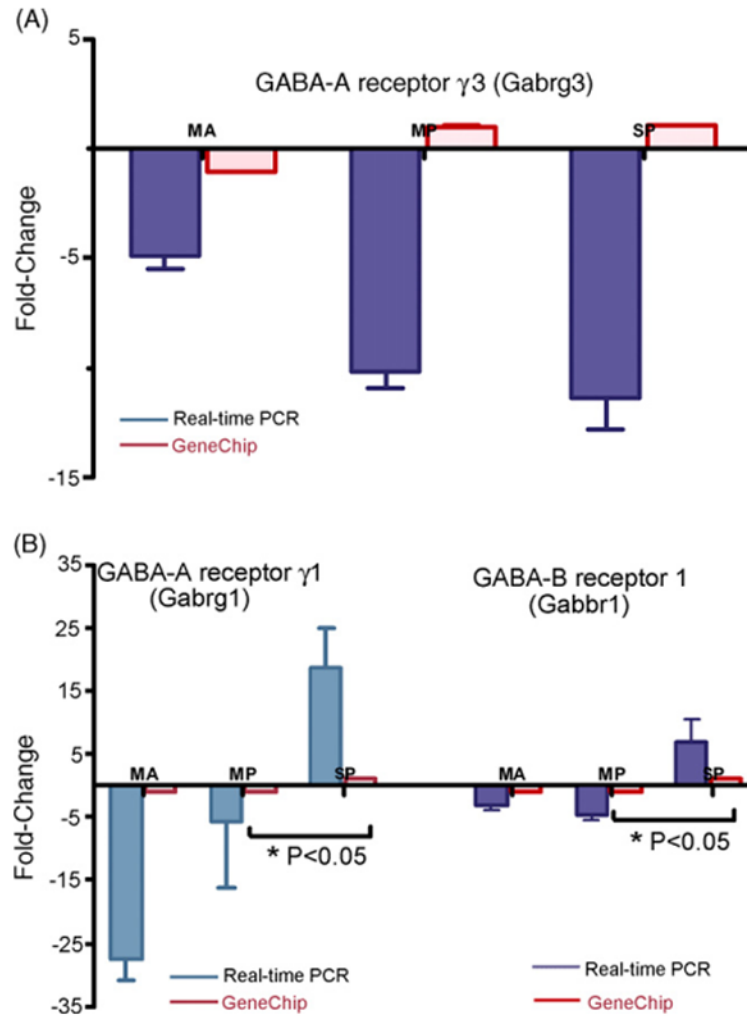 (A)
5
GABA-A receptor γ3 (Gabrg3)
MA MP SP
-5
Fold-Change
Real-time PCR
GeneChip
-15
(B)
35
GABA-A receptor γ1
(Gabrg1)
GABA-B receptor 1
(Gabbr1)
25
15
5
MA MP SP MA MP SP
-5
* P<0.05 * P<0.05
Fold-Change
-15
-25
Real-time PCR Real-time PCR
GeneChip GeneChip
-35